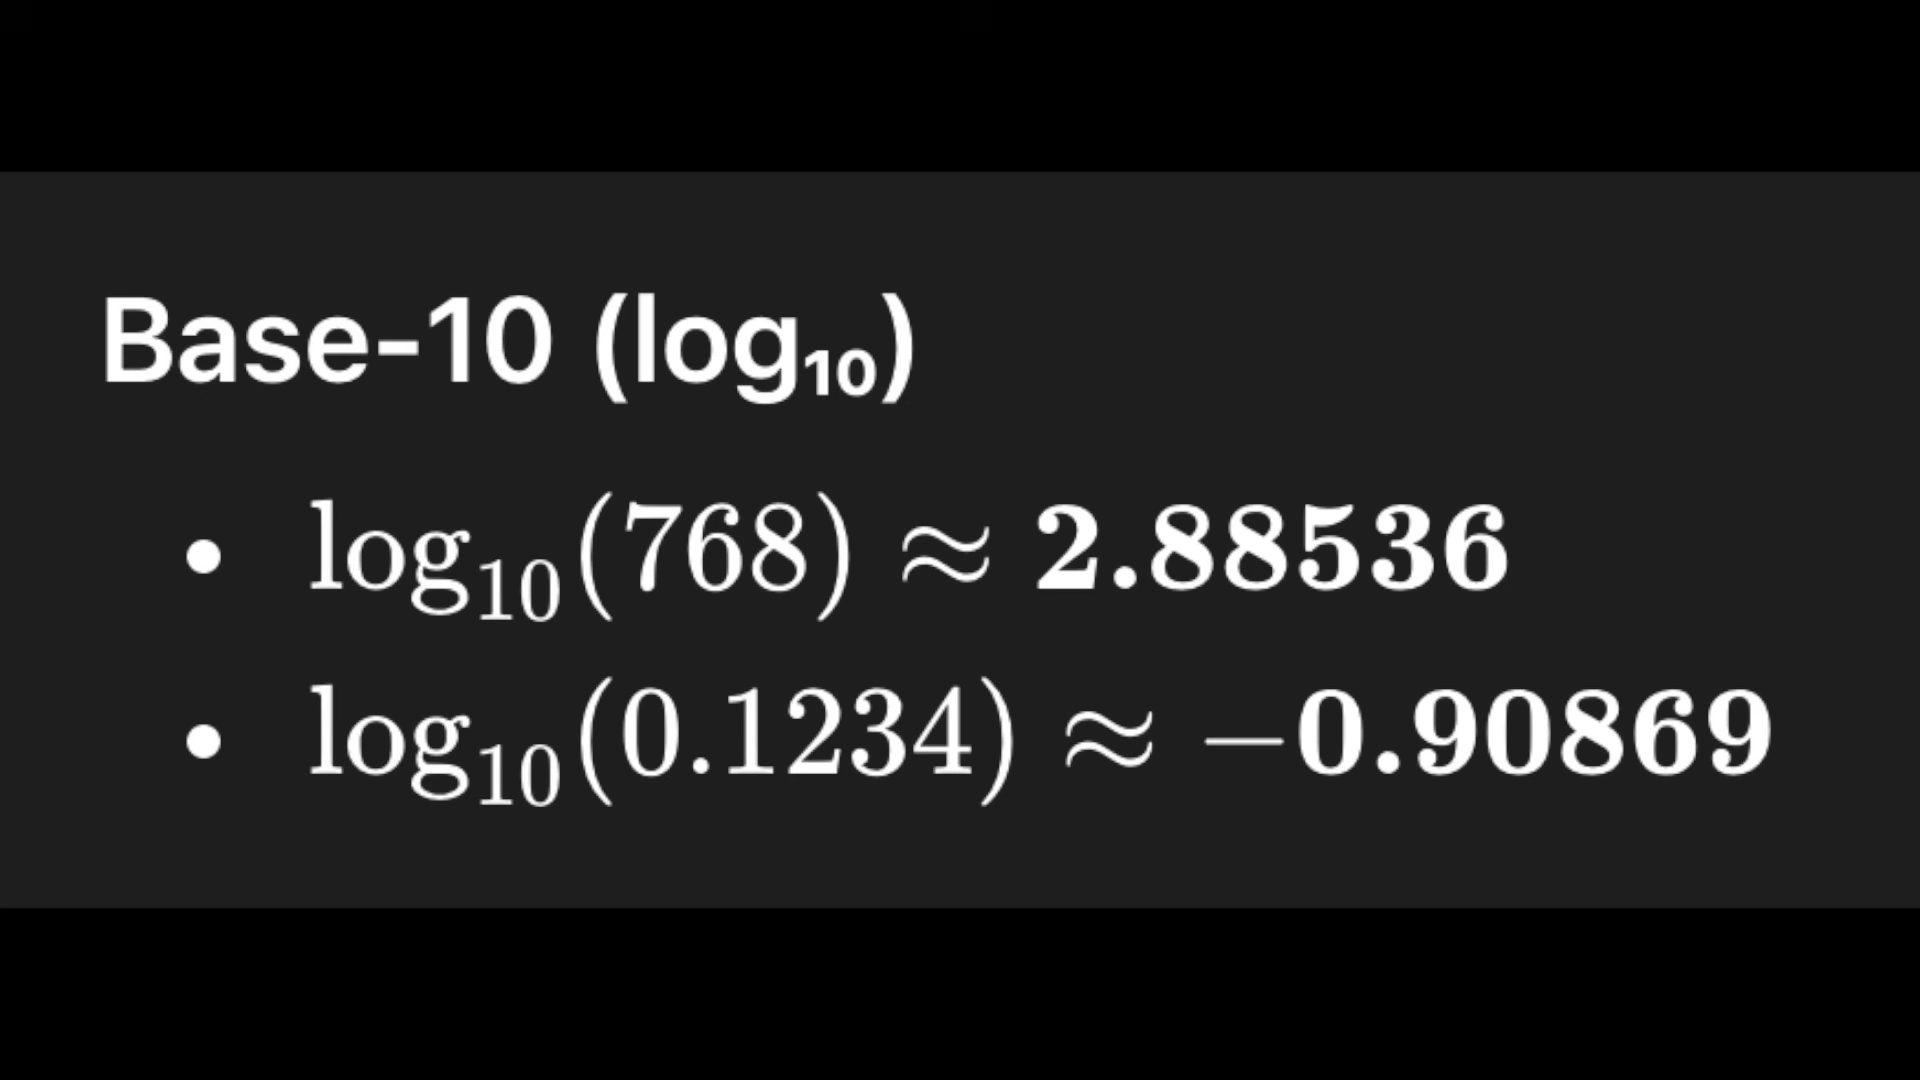 Base-10 (log₁₀)
• log₁₀(768) ≈ 2.88536
• log₁₀(0.1234) ≈ −0.90869